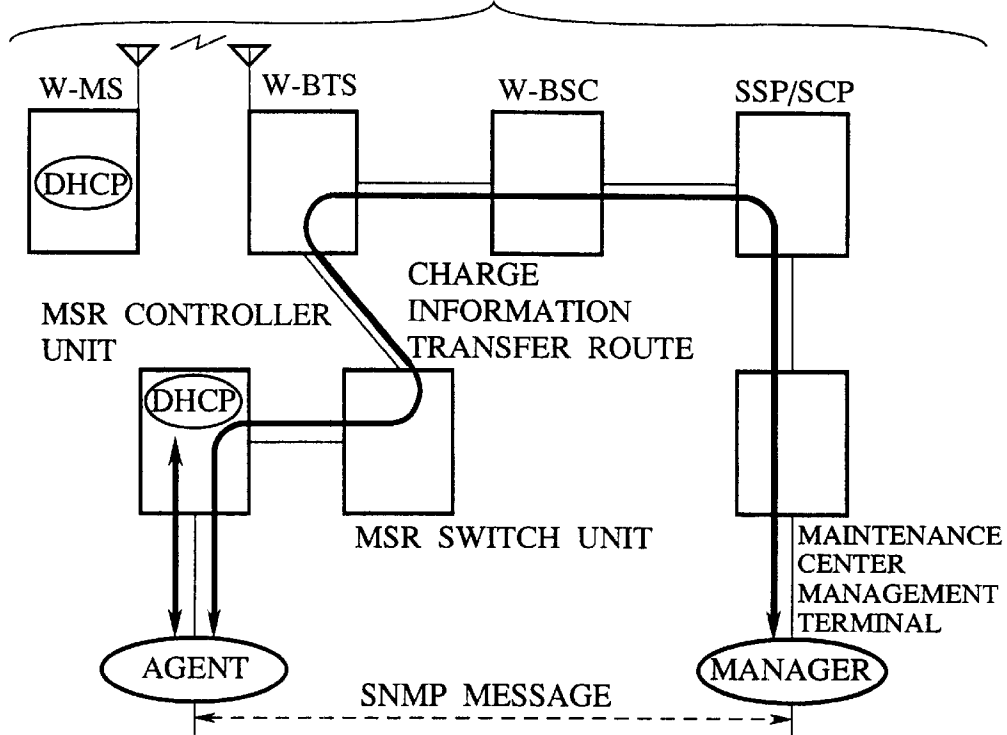 W-MS
W-BTS
W-BSC
SSP/SCP
DHCP
CHARGE
INFORMATION
TRANSFER ROUTE
MSR CONTROLLER
UNIT
DHCP
MSR SWITCH UNIT
MAINTENANCE
CENTER
MANAGEMENT
TERMINAL
AGENT
MANAGER
SNMP MESSAGE